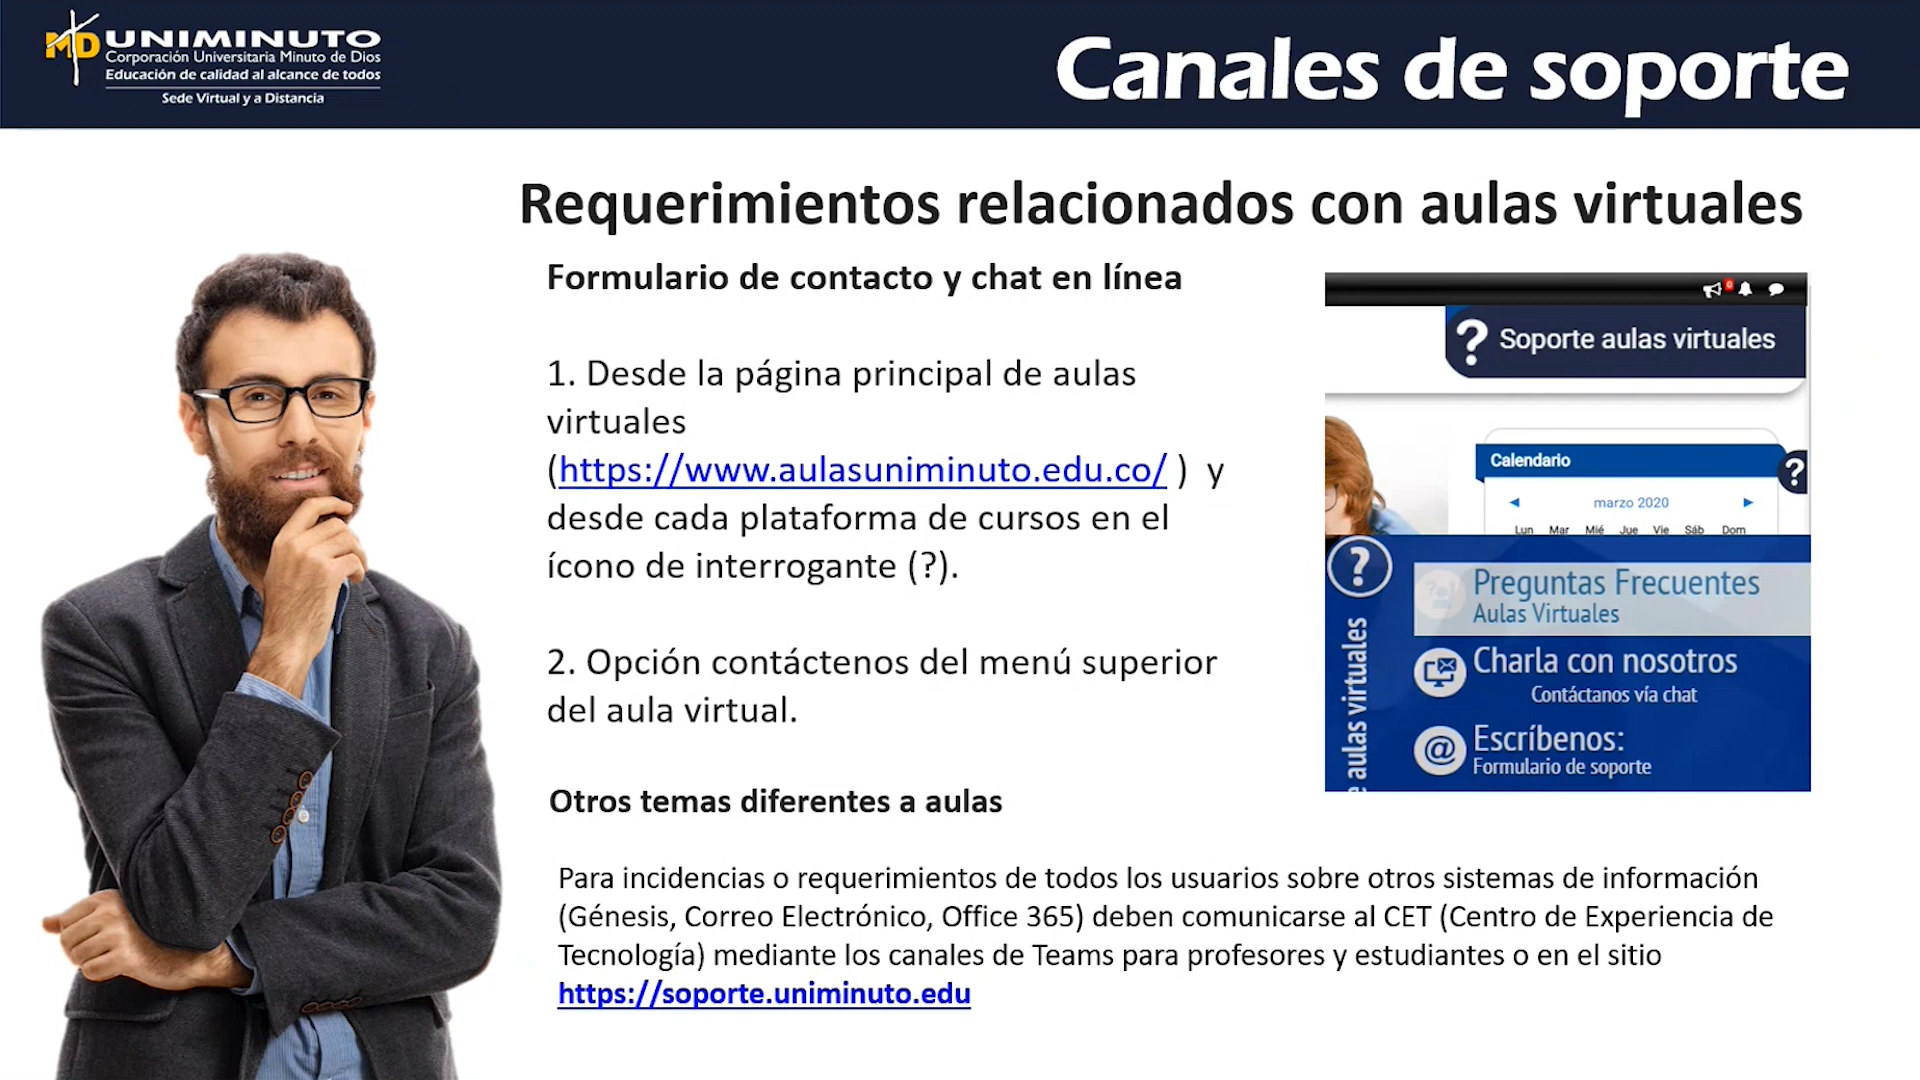 MD UNIMINUTO
Corporación Universitaria Minuto de Dios
Educación de calidad al alcance de todos
Sede Virtual y a Distancia
Canales de soporte
Requerimientos relacionados con aulas virtuales
Formulario de contacto y chat en línea
1. Desde la página principal de aulas
virtuales
(https://www.aulasuniminuto.edu.co/ ) y
desde cada plataforma de cursos en el
ícono de interrogante (?).
2. Opción contáctenos del menú superior
del aula virtual.
0
? Soporte aulas virtuales
Calendario
?
◄ marzo 2020 ►
Lun Mar Mié Jue Vie Sáb Dom
?
aulas virtuales
Preguntas Frecuentes
Aulas Virtuales
Charla con nosotros
Contáctanos vía chat
@ Escríbenos:
Formulario de soporte
Otros temas diferentes a aulas
Para incidencias o requerimientos de todos los usuarios sobre otros sistemas de información
(Génesis, Correo Electrónico, Office 365) deben comunicarse al CET (Centro de Experiencia de
Tecnología) mediante los canales de Teams para profesores y estudiantes o en el sitio
https://soporte.uniminuto.edu